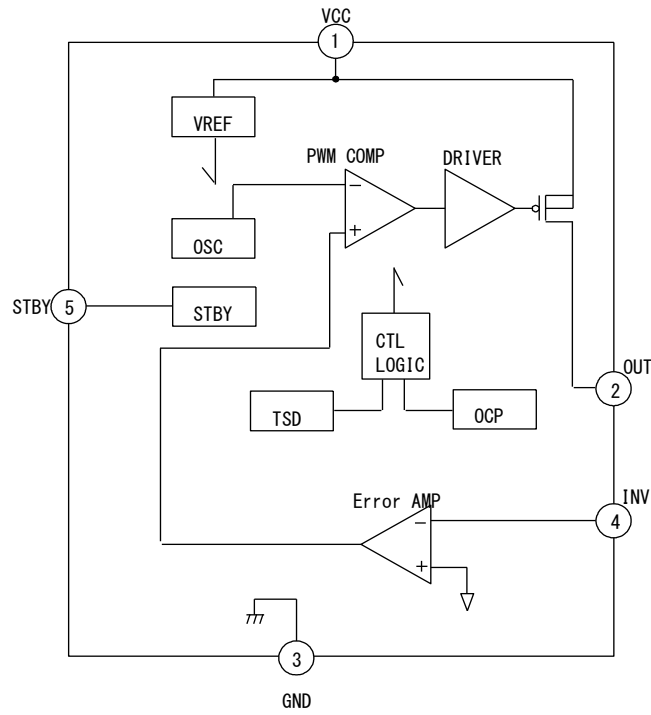 VCC
1
VREF
PWM COMP
DRIVER
−
+
OSC
STBY
5
STBY
CTL
LOGIC
OUT
2
TSD
OCP
Error AMP
INV
−
4
+
3
GND